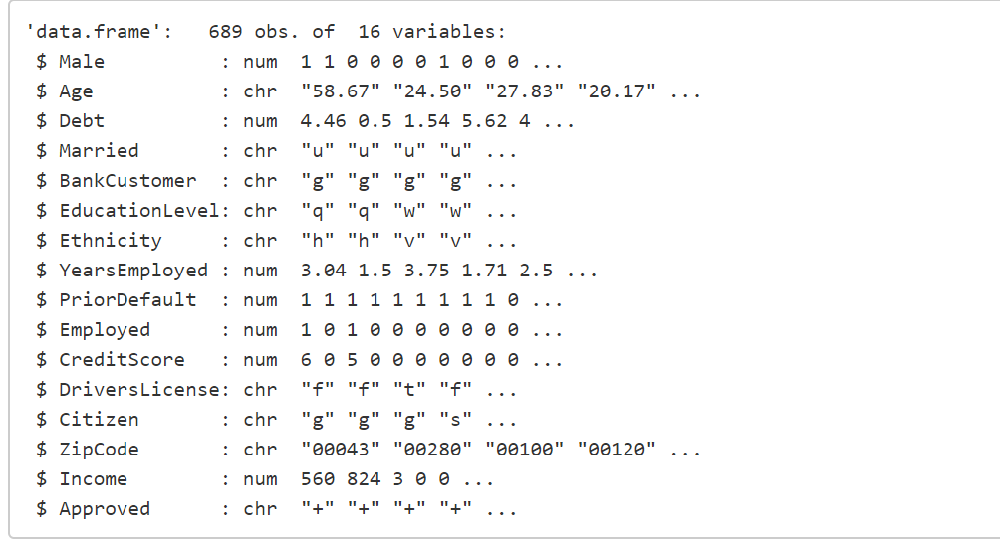 'data.frame':   689 obs. of  16 variables:
 $ Male          : num  1 1 0 0 0 0 1 0 0 0 ...
 $ Age           : chr  "58.67" "24.50" "27.83" "20.17" ...
 $ Debt          : num  4.46 0.5 1.54 5.62 4 ...
 $ Married       : chr  "u" "u" "u" "u" ...
 $ BankCustomer  : chr  "g" "g" "g" "g" ...
 $ EducationLevel: chr  "q" "q" "w" "w" ...
 $ Ethnicity     : chr  "h" "h" "v" "v" ...
 $ YearsEmployed : num  3.04 1.5 3.75 1.71 2.5 ...
 $ PriorDefault  : num  1 1 1 1 1 1 1 1 1 0 ...
 $ Employed      : num  1 0 1 0 0 0 0 0 0 0 ...
 $ CreditScore   : num  6 0 5 0 0 0 0 0 0 0 ...
 $ DriversLicense: chr  "f" "f" "t" "f" ...
 $ Citizen       : chr  "g" "g" "g" "s" ...
 $ ZipCode       : chr  "00043" "00280" "00100" "00120" ...
 $ Income        : num  560 824 3 0 0 ...
 $ Approved      : chr  "+" "+" "+" "+" ...